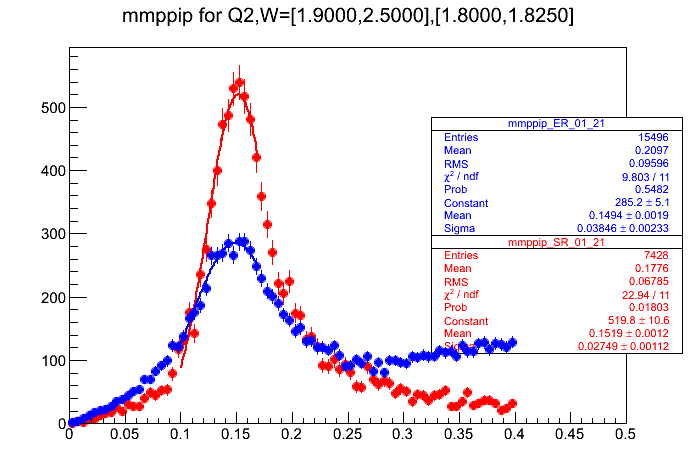 mmppip for Q2,W=[1.9000,2.5000],[1.8000,1.8250]
500
400
300
200
100
0
0 0.05 0.1 0.15 0.2 0.25 0.3 0.35 0.4 0.45 0.5
mmppip_ER_01_21
Entries 15496
Mean 0.2097
RMS 0.09596
χ² / ndf 9.803 / 11
Prob 0.5482
Constant 285.2 ± 5.1
Mean 0.1494 ± 0.0019
Sigma 0.03846 ± 0.00233
mmppip_SR_01_21
Entries 7428
Mean 0.1776
RMS 0.06785
χ² / ndf 22.94 / 11
Prob 0.01803
Constant 519.8 ± 10.6
Mean 0.1519 ± 0.0012
Sigma 0.02749 ± 0.00112